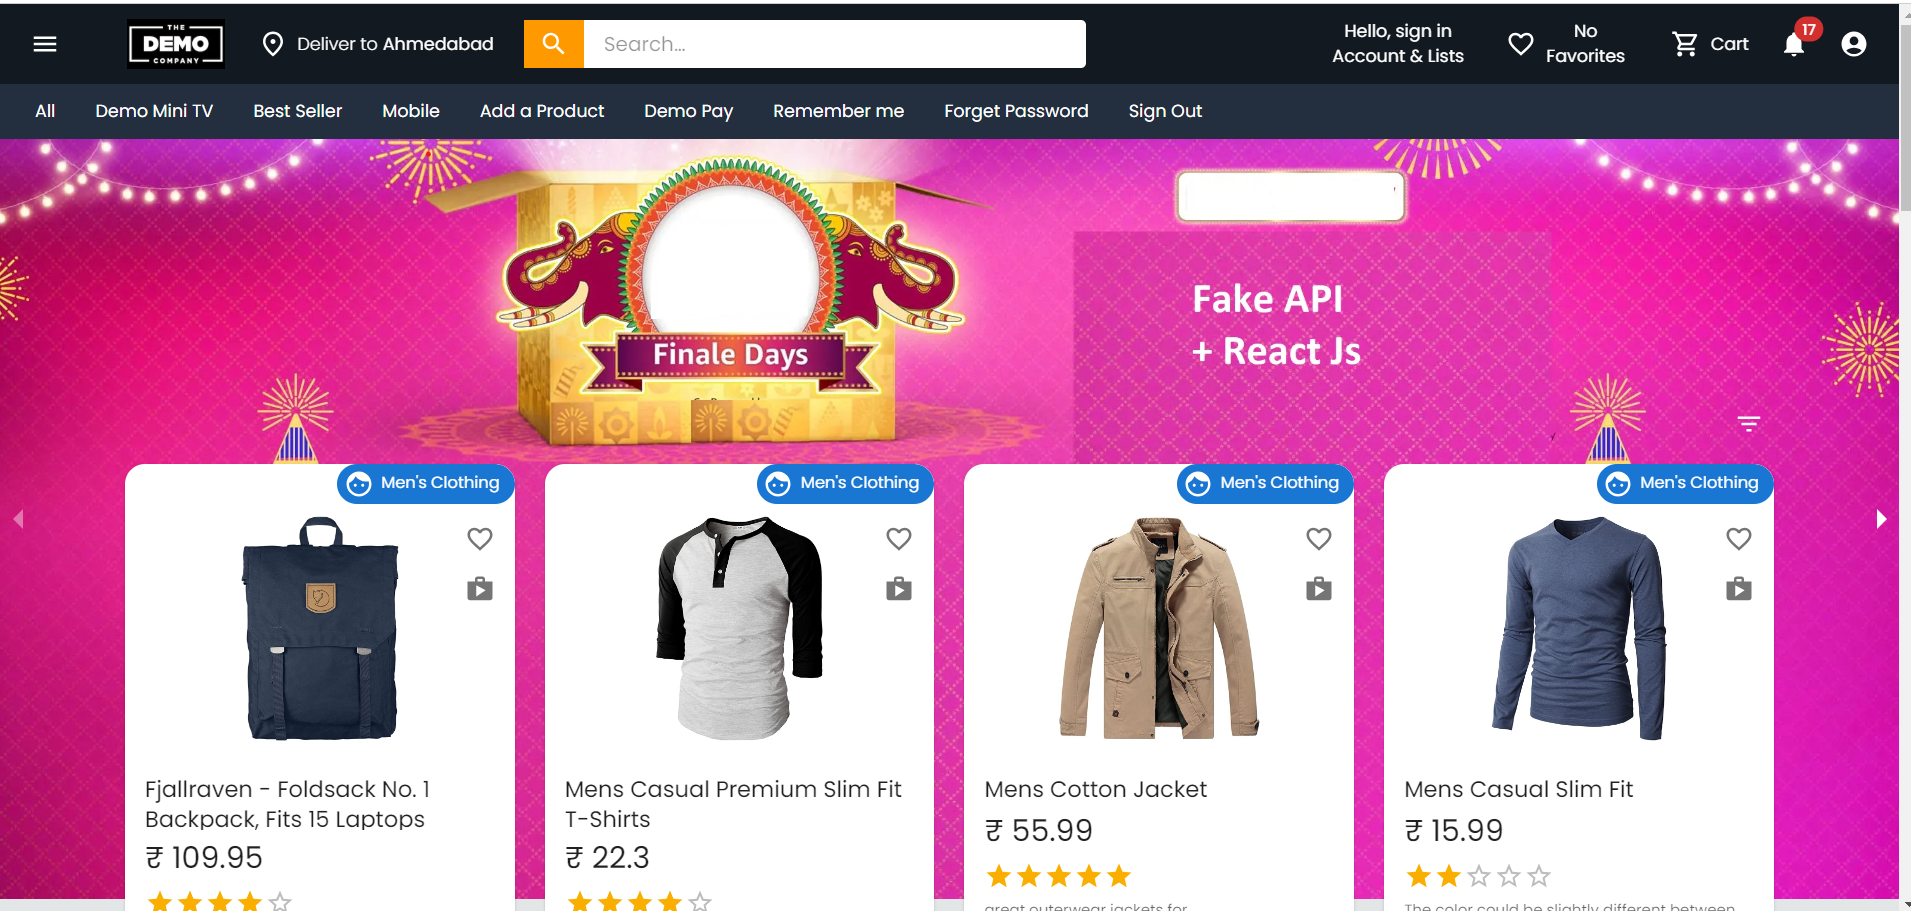 THE
DEMO
COMPANY
Deliver to Ahmedabad
Search...
Hello, sign in
Account & Lists
No
Favorites
Cart
17
All
Demo Mini TV
Best Seller
Mobile
Add a Product
Demo Pay
Remember me
Forget Password
Sign Out
Finale Days
Fake API
+ React Js
Men's Clothing
Men's Clothing
Men's Clothing
Men's Clothing
Fjallraven - Foldsack No. 1
Backpack, Fits 15 Laptops
₹ 109.95
Mens Casual Premium Slim Fit
T-Shirts
₹ 22.3
Mens Cotton Jacket
₹ 55.99
great outerwear jackets for
Mens Casual Slim Fit
₹ 15.99
The color could be slightly different between